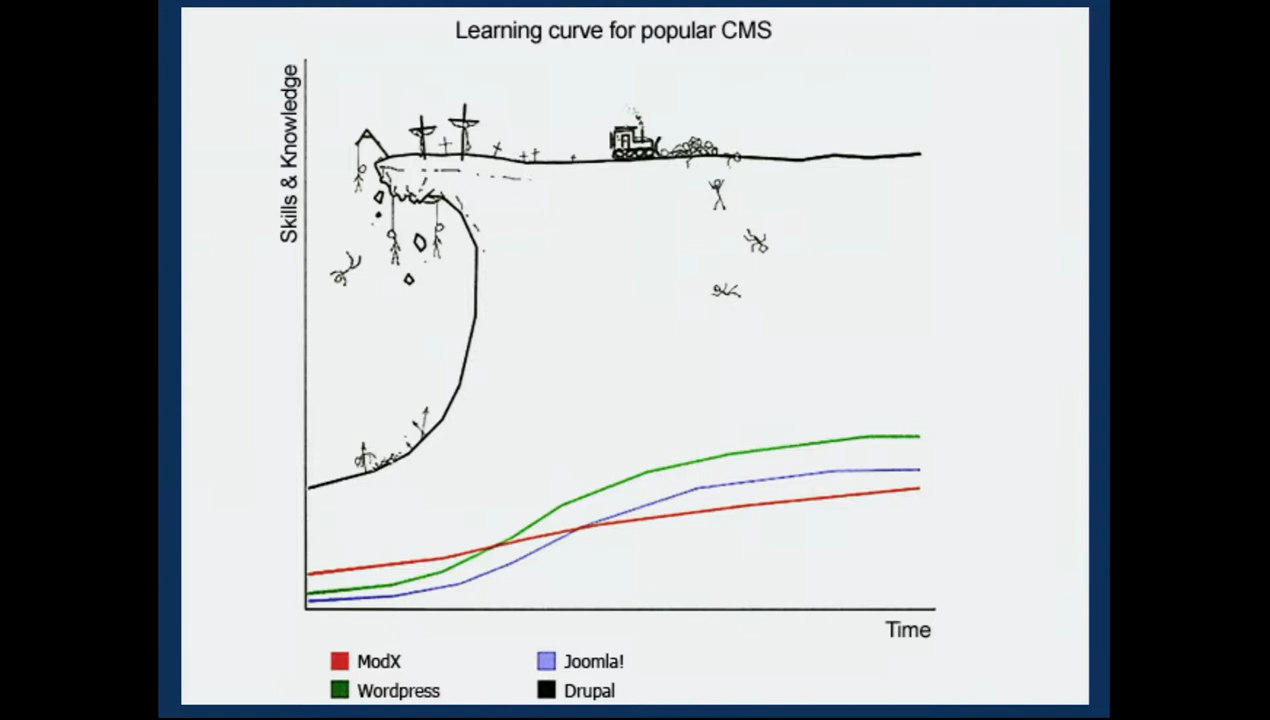 Learning curve for popular CMS
Skills & Knowledge
Time
ModX
Joomla!
Wordpress
Drupal